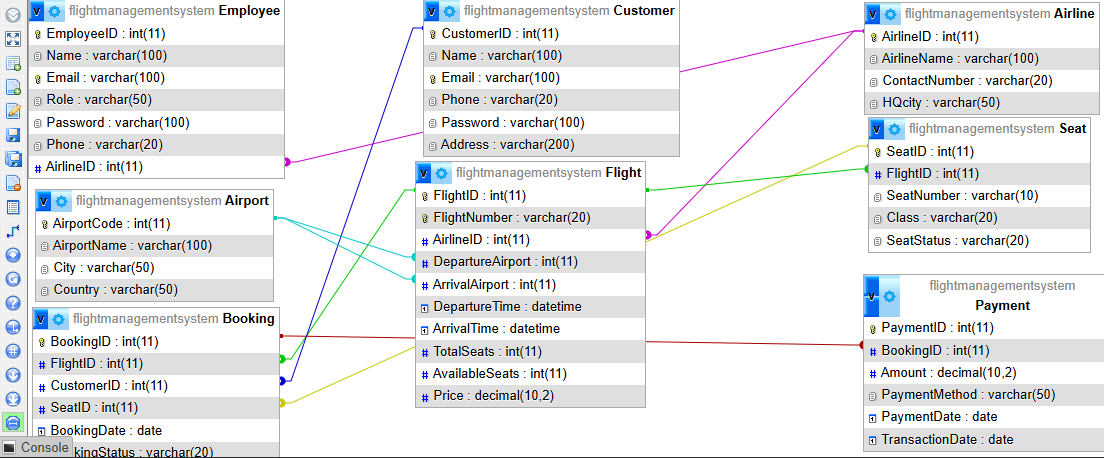 flightmanagementsystem Employee
EmployeeID : int(11)
Name : varchar(100)
Email : varchar(100)
Role : varchar(50)
Password : varchar(100)
Phone : varchar(20)
AirlineID : int(11)
flightmanagementsystem Customer
CustomerID : int(11)
Name : varchar(100)
Email : varchar(100)
Phone : varchar(20)
Password : varchar(100)
Address : varchar(200)
flightmanagementsystem Airline
AirlineID : int(11)
AirlineName : varchar(100)
ContactNumber : varchar(20)
HQcity : varchar(50)
flightmanagementsystem Seat
SeatID : int(11)
FlightID : int(11)
SeatNumber : varchar(10)
Class : varchar(20)
SeatStatus : varchar(20)
flightmanagementsystem Airport
AirportCode : int(11)
AirportName : varchar(100)
City : varchar(50)
Country : varchar(50)
flightmanagementsystem Flight
FlightID : int(11)
FlightNumber : varchar(20)
AirlineID : int(11)
DepartureAirport : int(11)
ArrivalAirport : int(11)
DepartureTime : datetime
ArrivalTime : datetime
TotalSeats : int(11)
AvailableSeats : int(11)
Price : decimal(10,2)
flightmanagementsystem Booking
BookingID : int(11)
FlightID : int(11)
CustomerID : int(11)
SeatID : int(11)
BookingDate : date
kingStatus : varchar(20)
flightmanagementsystem
Payment
PaymentID : int(11)
BookingID : int(11)
Amount : decimal(10,2)
PaymentMethod : varchar(50)
PaymentDate : date
TransactionDate : date
Console